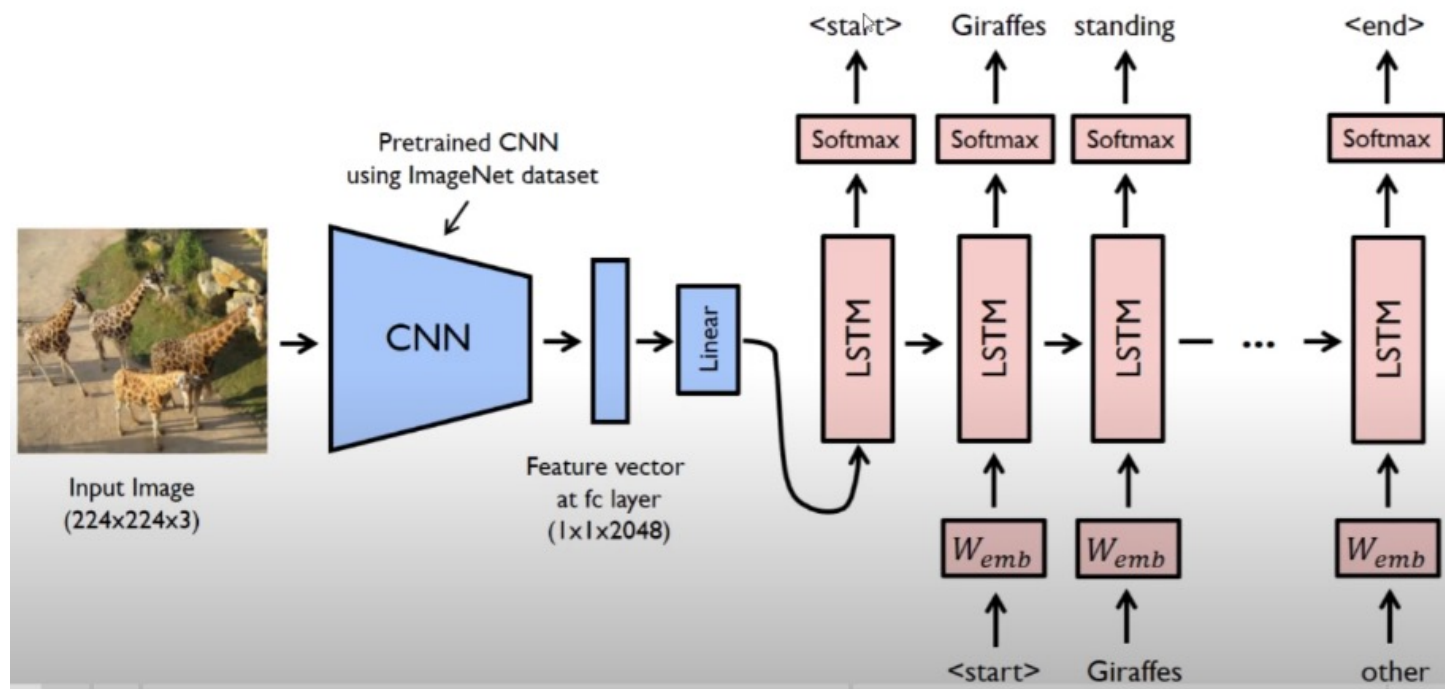 <start> Giraffes standing <end>
Softmax Softmax Softmax Softmax
Pretrained CNN
using ImageNet dataset
CNN
Linear
LSTM LSTM LSTM ... LSTM
Input Image
(224x224x3)
Feature vector
at fc layer
(1x1x2048)
W_emb W_emb W_emb
<start> Giraffes other